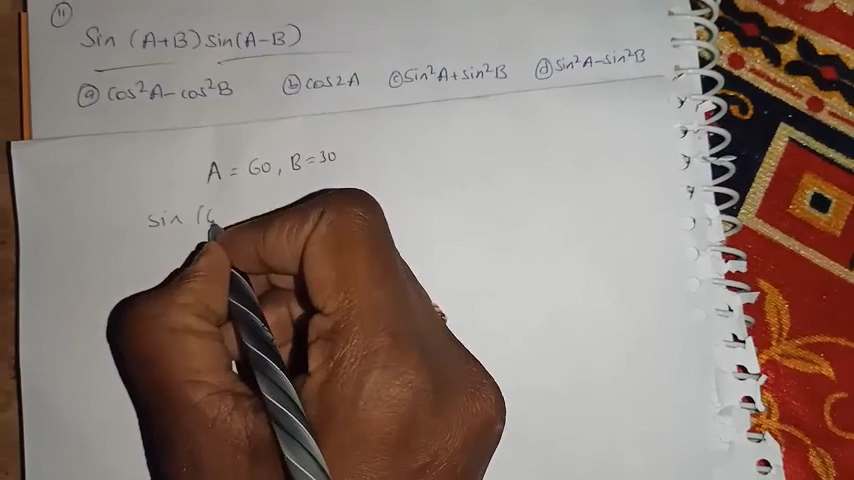 11
Sin (A+B) sin(A-B)
a cos²A-cos²B b cos2A c sin²A+sin²B d sin²A-sin²B
A = 60, B = 30
sin (6